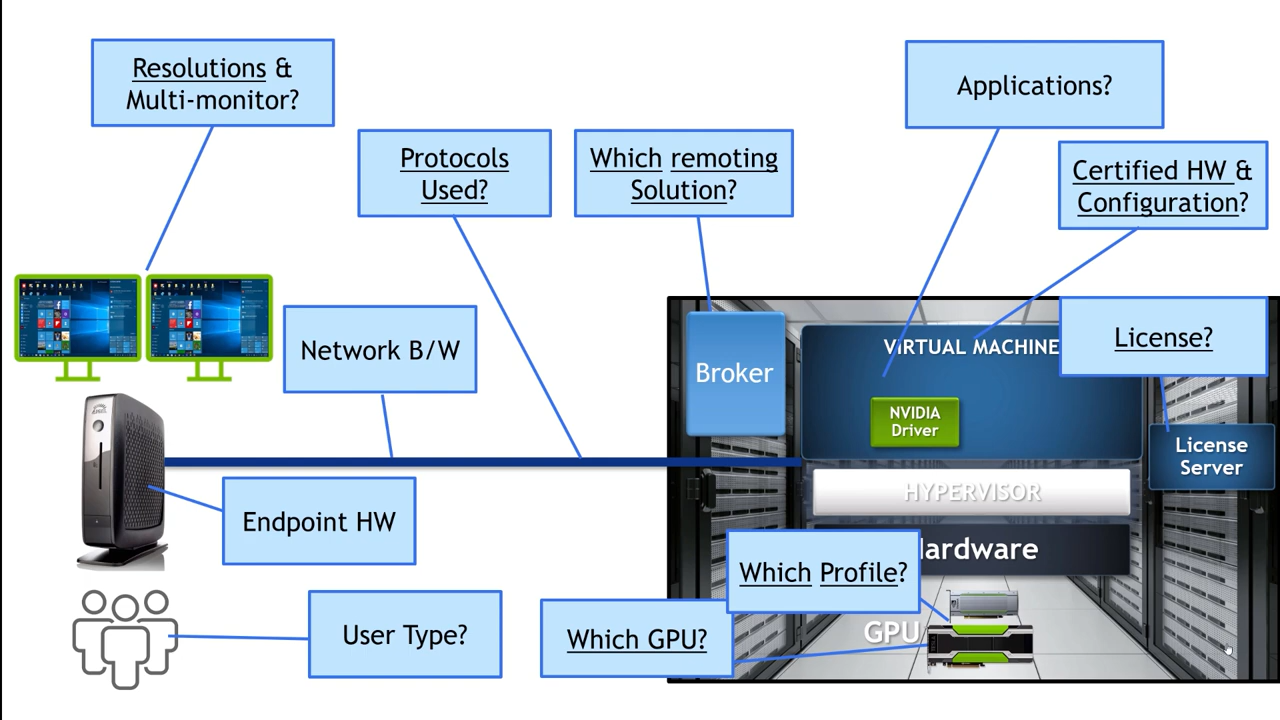 Resolutions &
Multi-monitor?
Applications?
Protocols
Used?
Which remoting
Solution?
Certified HW &
Configuration?
Network B/W
Broker
VIRTUAL MACHINE
License?
NVIDIA
Driver
License
Server
HYPERVISOR
Endpoint HW
ardware
Which Profile?
User Type?
Which GPU?
GPU